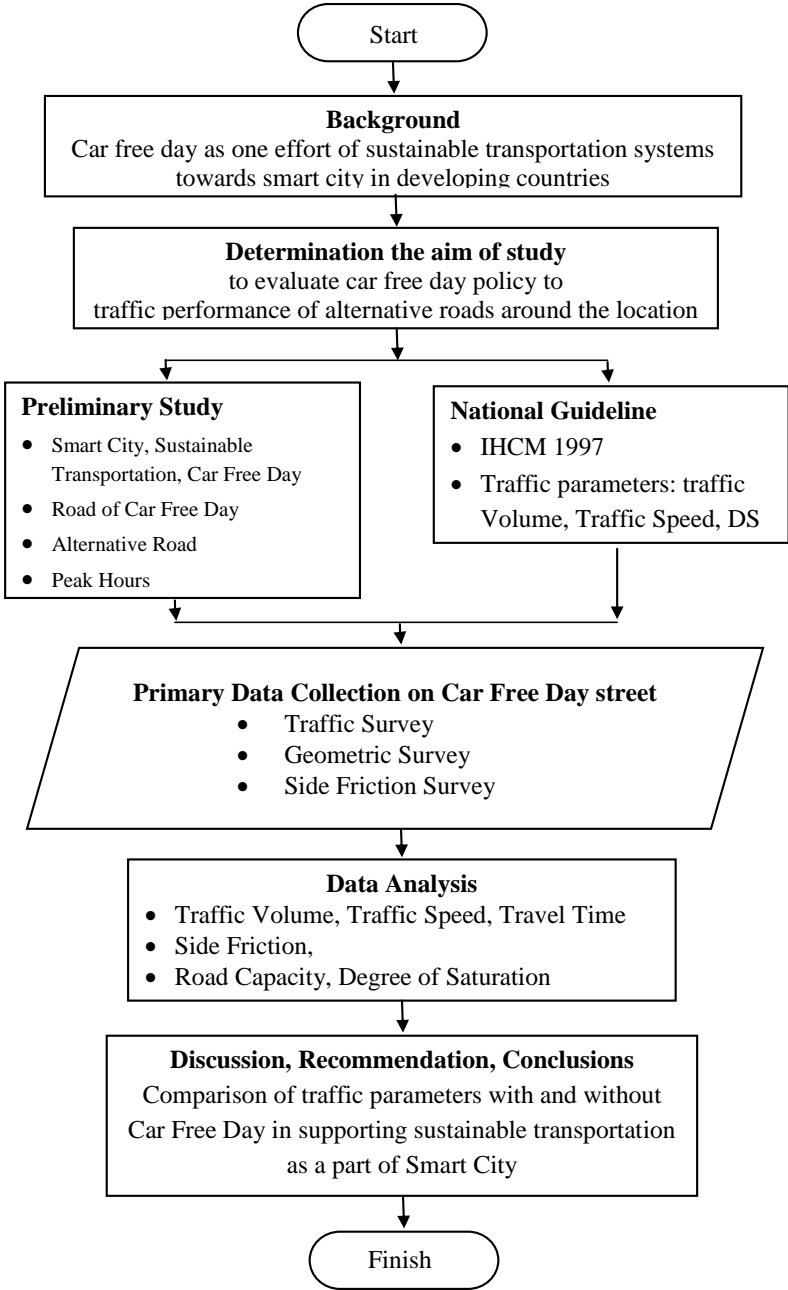 Start
Background
Car free day as one effort of sustainable transportation systems
towards smart city in developing countries
Determination the aim of study
to evaluate car free day policy to
traffic performance of alternative roads around the location
Preliminary Study
• Smart City, Sustainable
Transportation, Car Free Day
• Road of Car Free Day
• Alternative Road
• Peak Hours
National Guideline
• IHCM 1997
• Traffic parameters: traffic
Volume, Traffic Speed, DS
Primary Data Collection on Car Free Day street
• Traffic Survey
• Geometric Survey
• Side Friction Survey
Data Analysis
• Traffic Volume, Traffic Speed, Travel Time
• Side Friction,
• Road Capacity, Degree of Saturation
Discussion, Recommendation, Conclusions
Comparison of traffic parameters with and without
Car Free Day in supporting sustainable transportation
as a part of Smart City
Finish